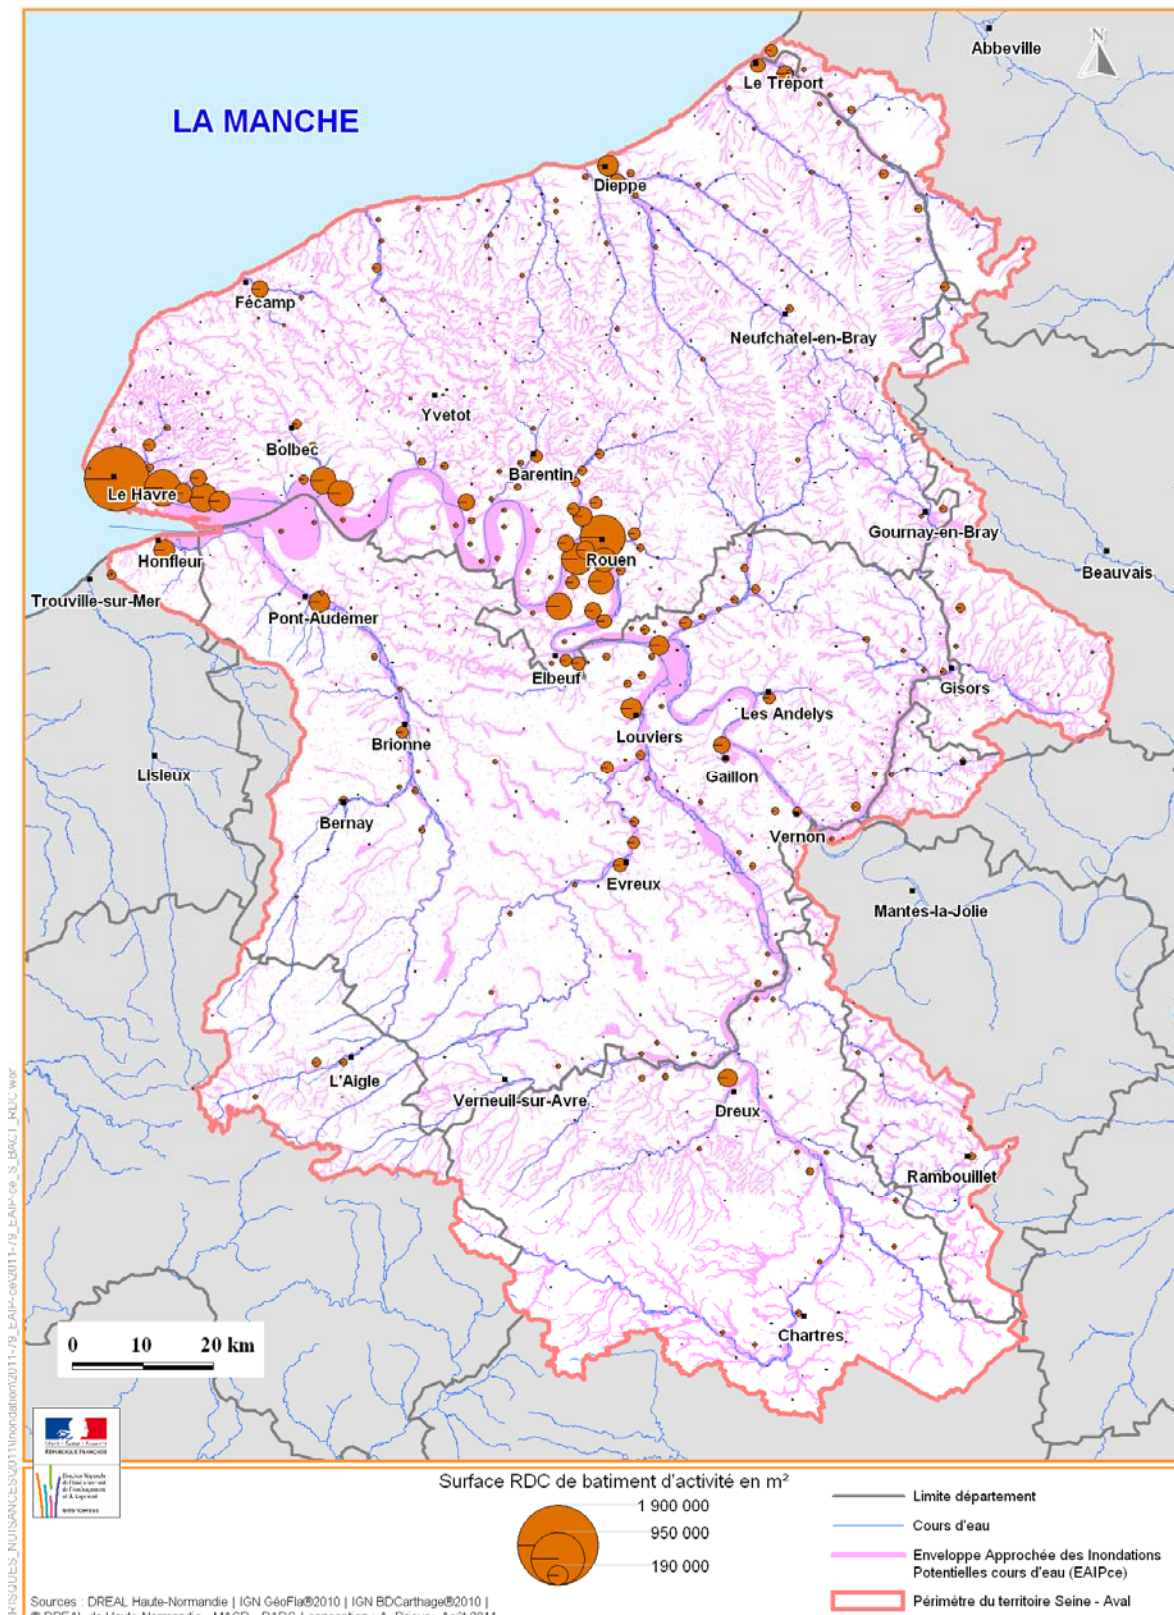 Abbeville
N
Le Tréport
LA MANCHE
Dieppe
Fécamp
Neufchatel-en-Bray
Yvetot
Bolbec
Barentin
Le Havre
Gournay-en-Bray
Rouen
Honfleur
Beauvais
Trouville-sur-Mer
Pont-Audemer
Elbeuf
Gisors
Les Andelys
Louviers
Brionne
Lisieux
Gaillon
Bernay
Vernon
Evreux
Mantes-la-Jolie
L'Aigle
Verneuil-sur-Avre
Dreux
Rambouillet
Chartres
0 10 20 km
RÉPUBLIQUE FRANÇAISE
Surface RDC de batiment d'activité en m²
1 900 000
950 000
190 000
Limite département
Cours d'eau
Enveloppe Approchée des Inondations
Potentielles cours d'eau (EAIPce)
Périmètre du territoire Seine - Aval
Sources : DREAL Haute-Normandie | IGN GéoFla®2010 | IGN BDCarthage®2010 |